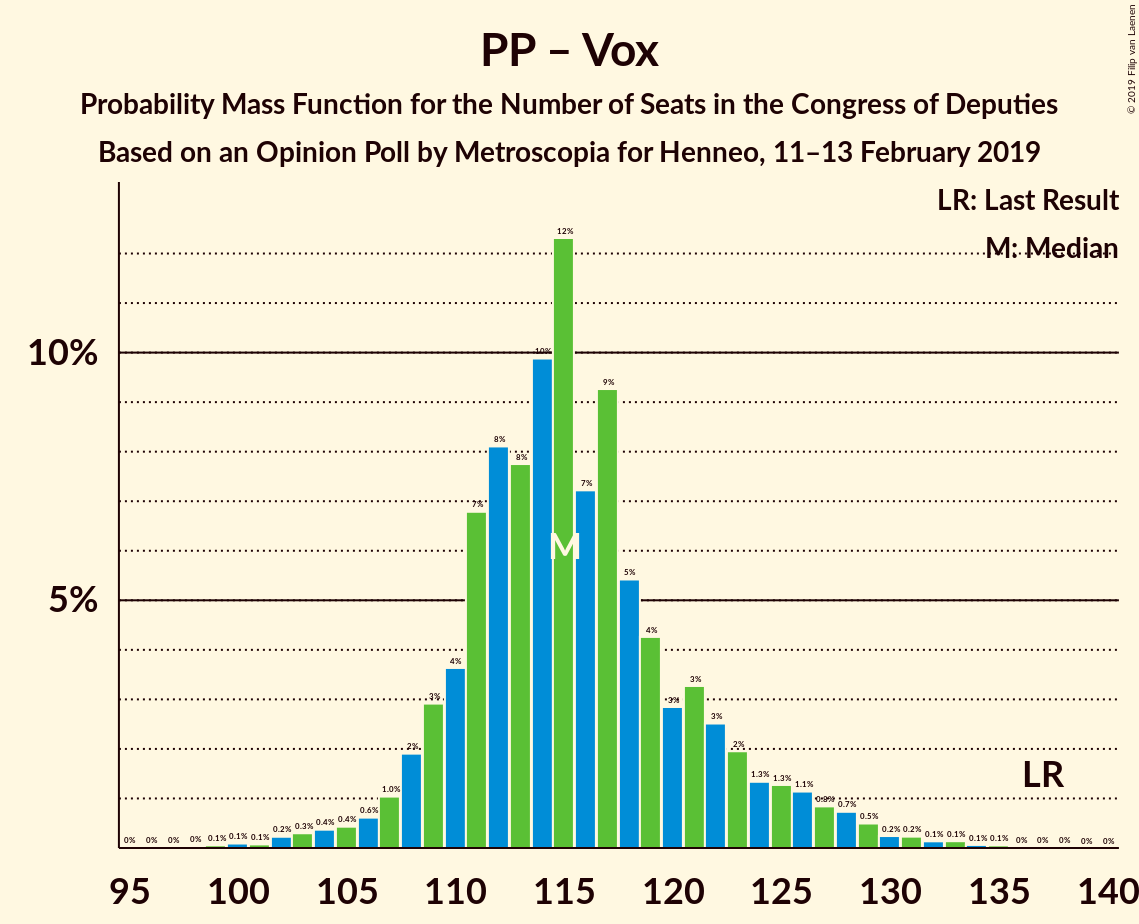 PP – Vox
Probability Mass Function for the Number of Seats in the Congress of Deputies
Based on an Opinion Poll by Metroscopia for Henneo, 11–13 February 2019
© 2019 Filip van Laenen
LR: Last Result
M: Median
10%
5%
0% 0% 0% 0% 0.1% 0.1% 0.1% 0.2% 0.3% 0.4% 0.4% 0.6% 1.0% 2% 3% 4% 7% 8% 8% 10% 12% 7% 9% 5% 4% 3% 3% 3% 2% 1.3% 1.3% 1.1% 0.8% 0.7% 0.5% 0.2% 0.2% 0.1% 0.1% 0.1% 0.1% 0% 0% 0% 0% 0%
M
LR
95 100 105 110 115 120 125 130 135 140